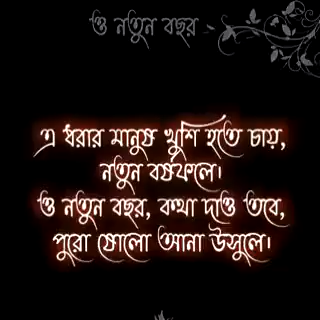 ও নতুন বছর
এ ধরার মানুষ খুশি হতে চায়,
নতুন বর্ষফলে।
ও নতুন বছর, কথা দাও তবে,
পুরো ষোলো আনা উসুলে।